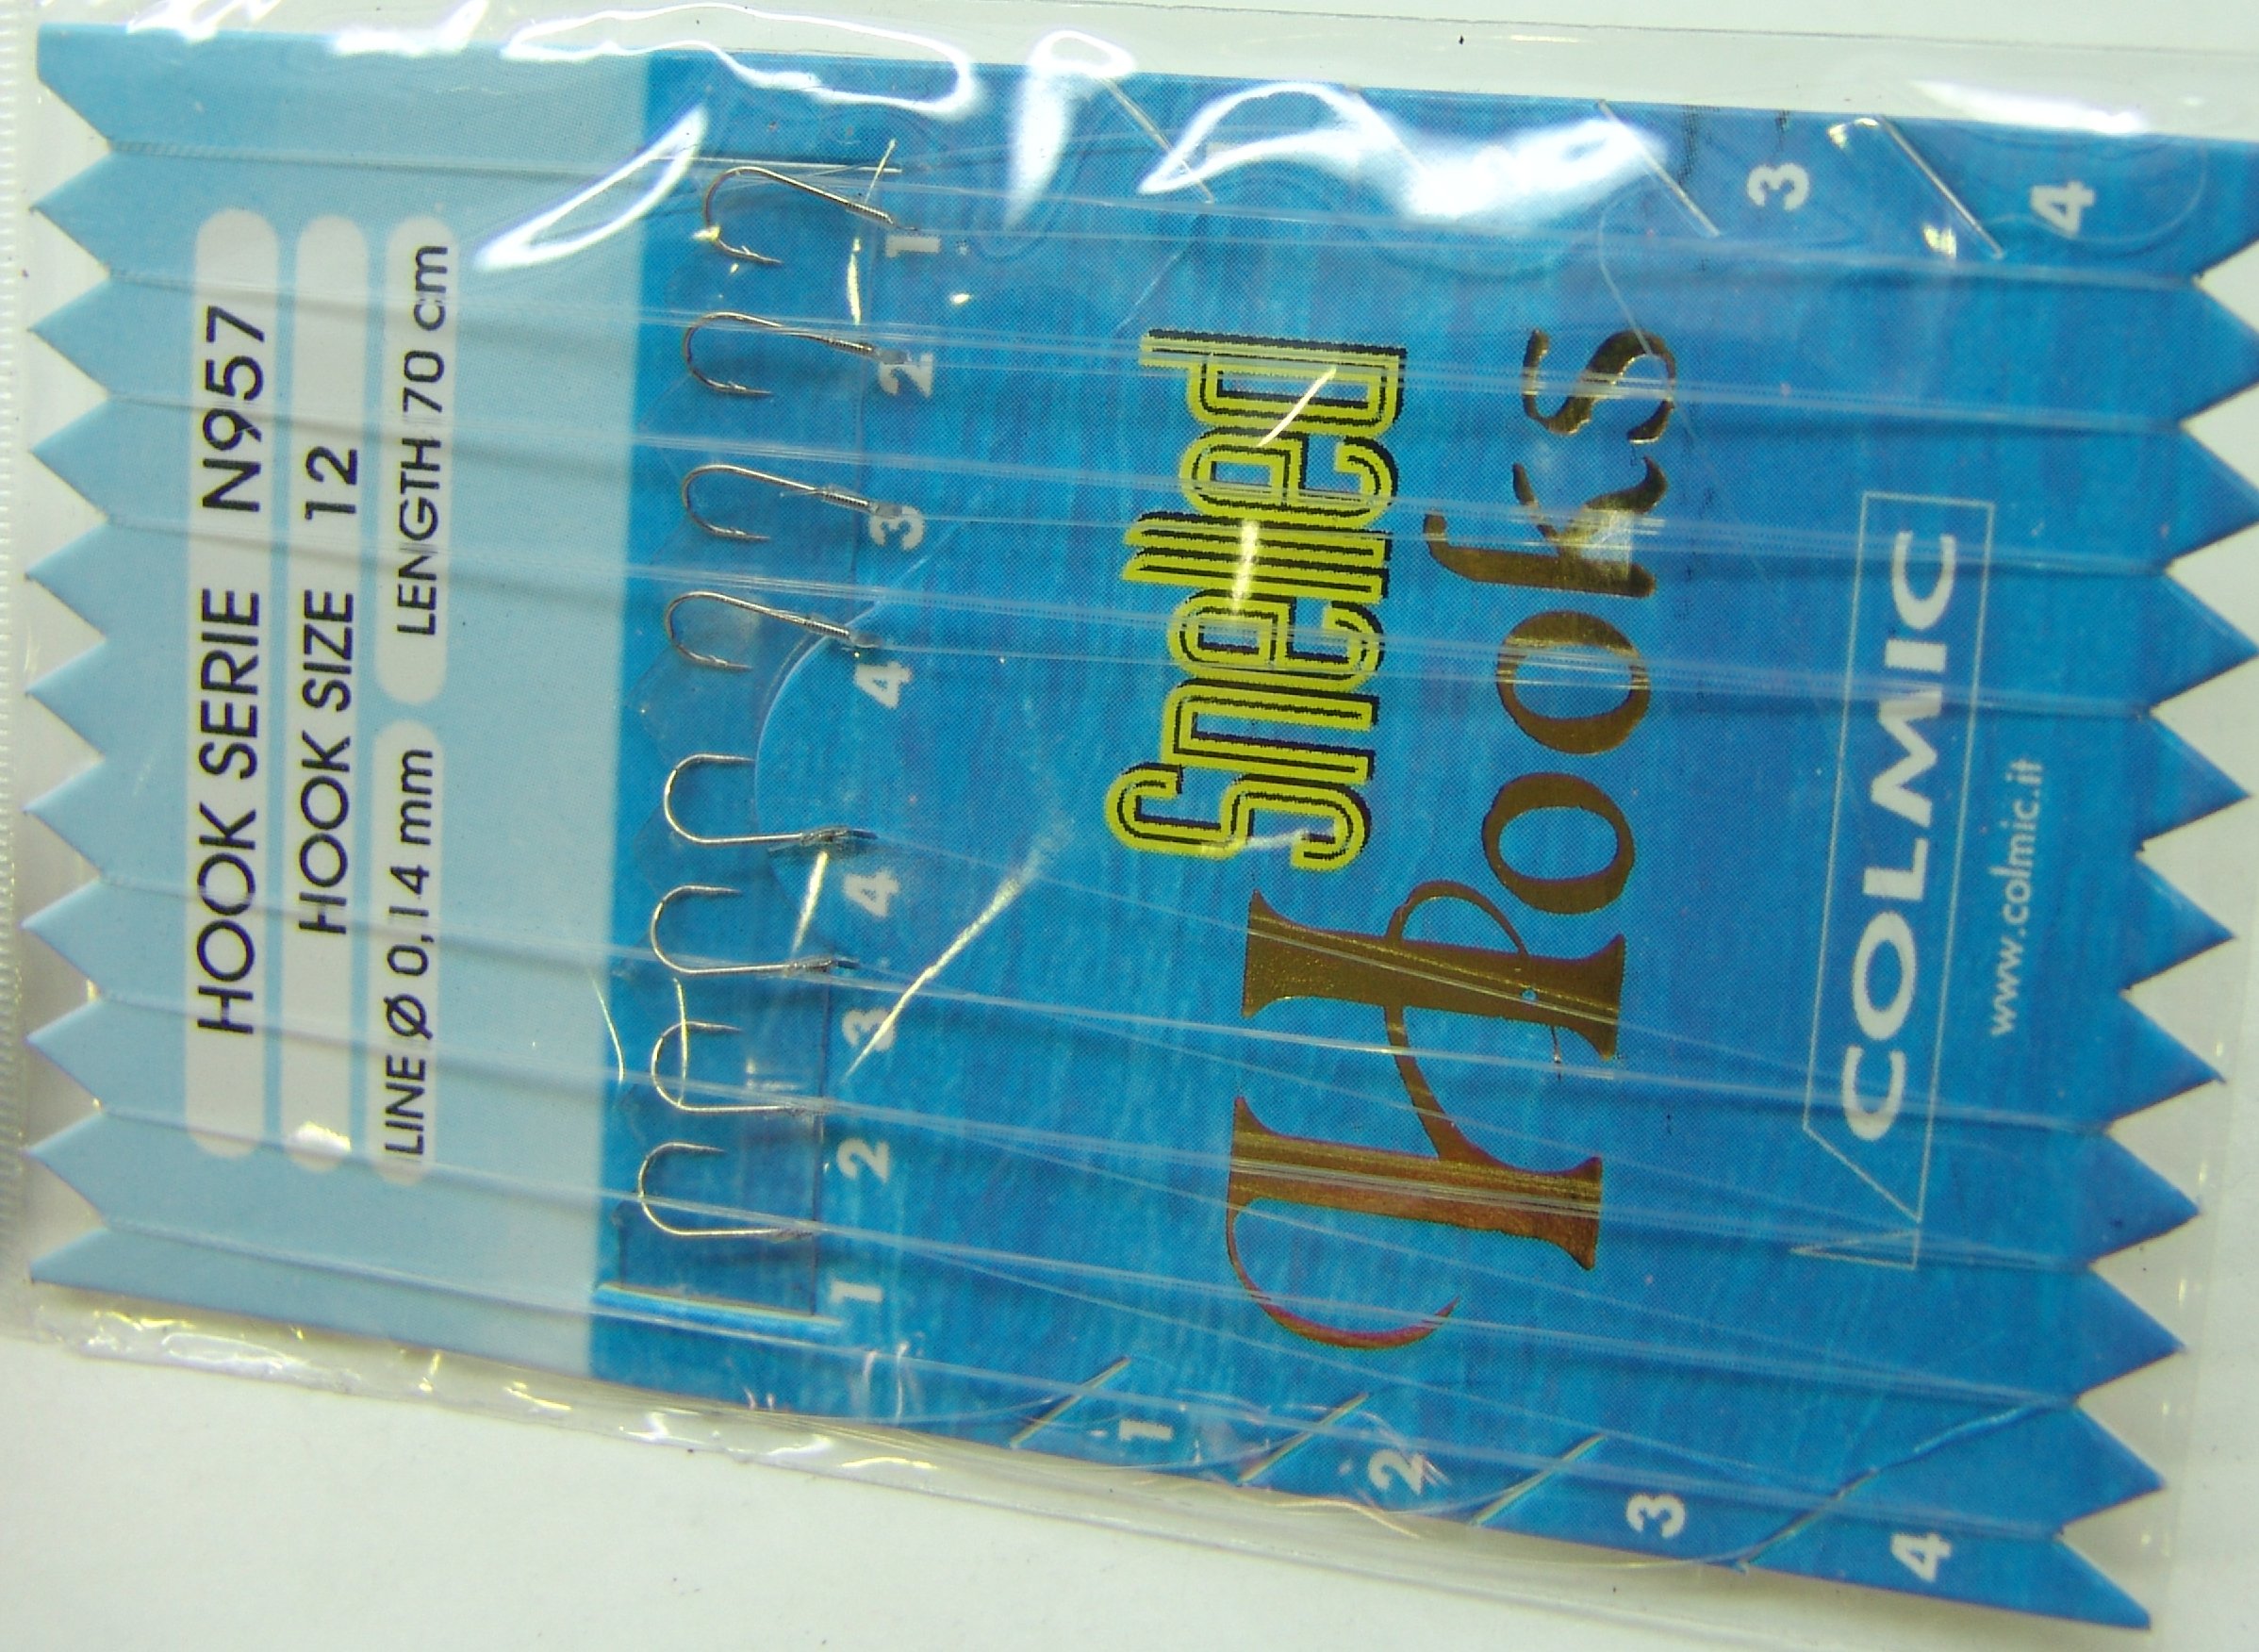 HOOK SERIE N957
HOOK SIZE 12
LINE Ø 0,14 mm LENGTH 70 cm
1 2 3 4 4 3 2 1
Snelled
Hooks
COLMIC
www.colmic.it
1 2 3 4
3 4